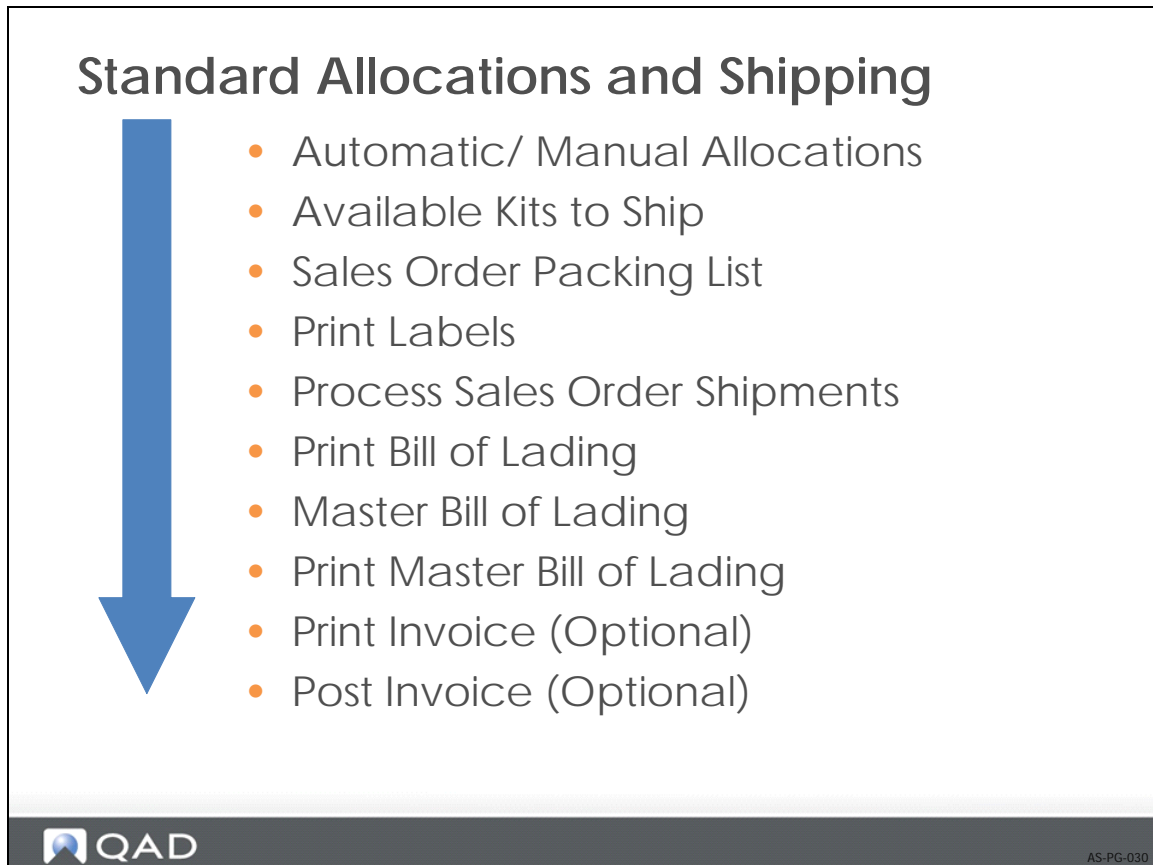 Standard Allocations and Shipping
• Automatic/ Manual Allocations
• Available Kits to Ship
• Sales Order Packing List
• Print Labels
• Process Sales Order Shipments
• Print Bill of Lading
• Master Bill of Lading
• Print Master Bill of Lading
• Print Invoice (Optional)
• Post Invoice (Optional)
QAD
AS-PG-030